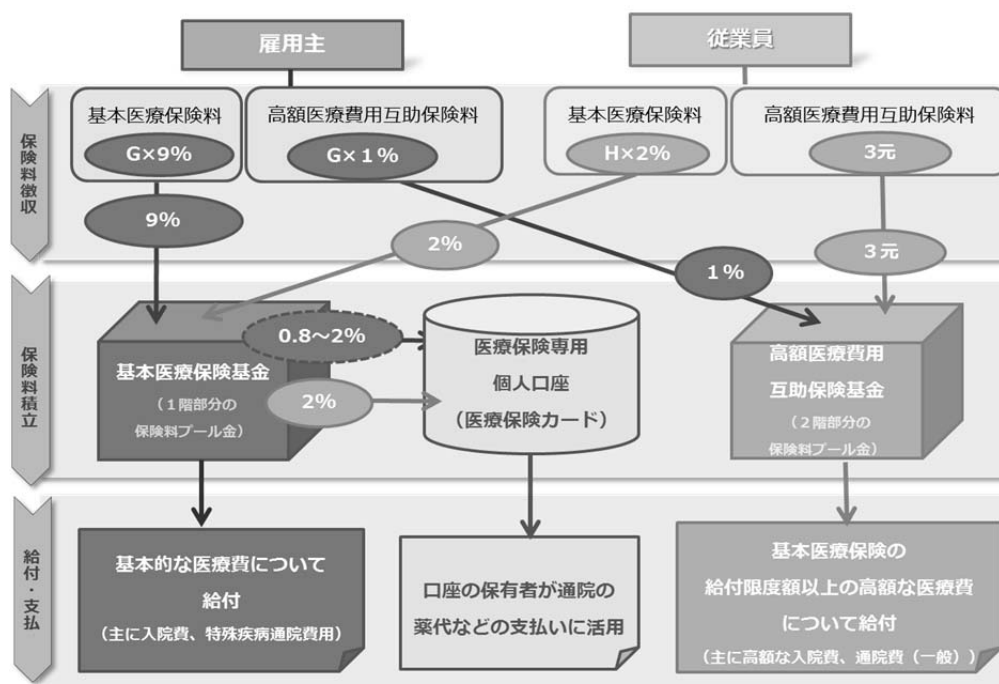 雇用主
従業員
保険料徴収
基本医療保険料
G×9%
高額医療費用互助保険料
G×1%
基本医療保険料
H×2%
高額医療費用互助保険料
3元
9%
2%
1%
3元
保険料積立
基本医療保険基金
(1階部分の
保険料プール金)
0.8~2%
2%
医療保険専用
個人口座
(医療保険カード)
高額医療費用
互助保険基金
(2階部分の
保険料プール金)
給付・支払
基本的な医療費について
給付
(主に入院費、特殊疾病通院費用)
口座の保有者が通院の
薬代などの支払いに活用
基本医療保険の
給付限度額以上の高額な医療費
について給付
(主に高額な入院費、通院費(一般))